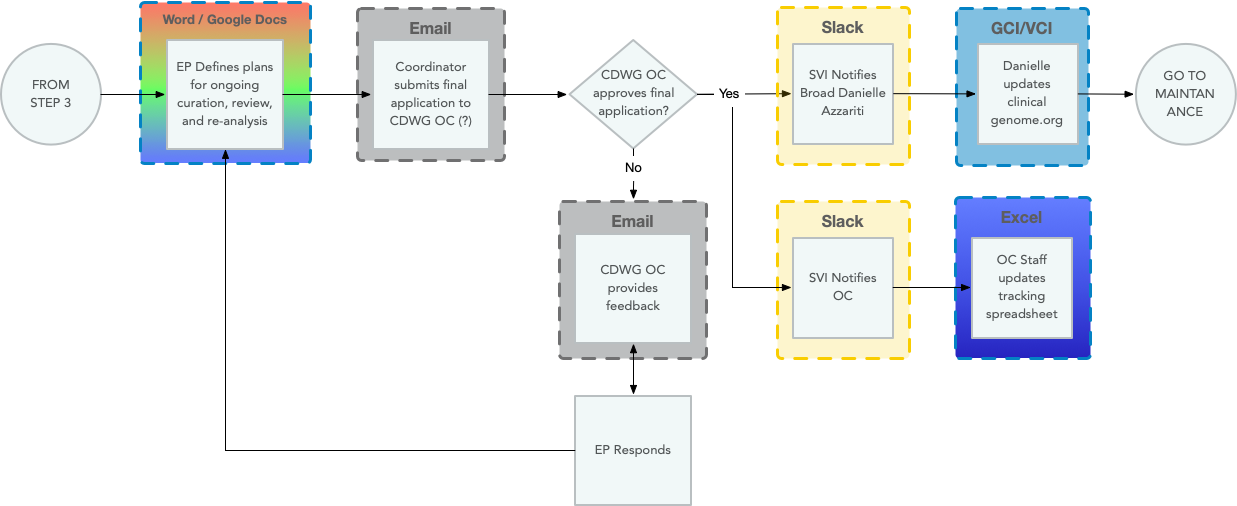 FROM
STEP 3
Word / Google Docs
EP Defines plans
for ongoing
curation, review,
and re-analysis
Email
Coordinator
submits final
application to
CDWG OC (?)
CDWG OC
approves final
application?
Yes
Slack
SVI Notifies
Broad Danielle
Azzariti
GCI/VCI
Danielle
updates
clinical
genome.org
GO TO
MAINTAN
ANCE
No
Email
CDWG OC
provides
feedback
Slack
SVI Notifies
OC
Excel
OC Staff
updates
tracking
spreadsheet
EP Responds